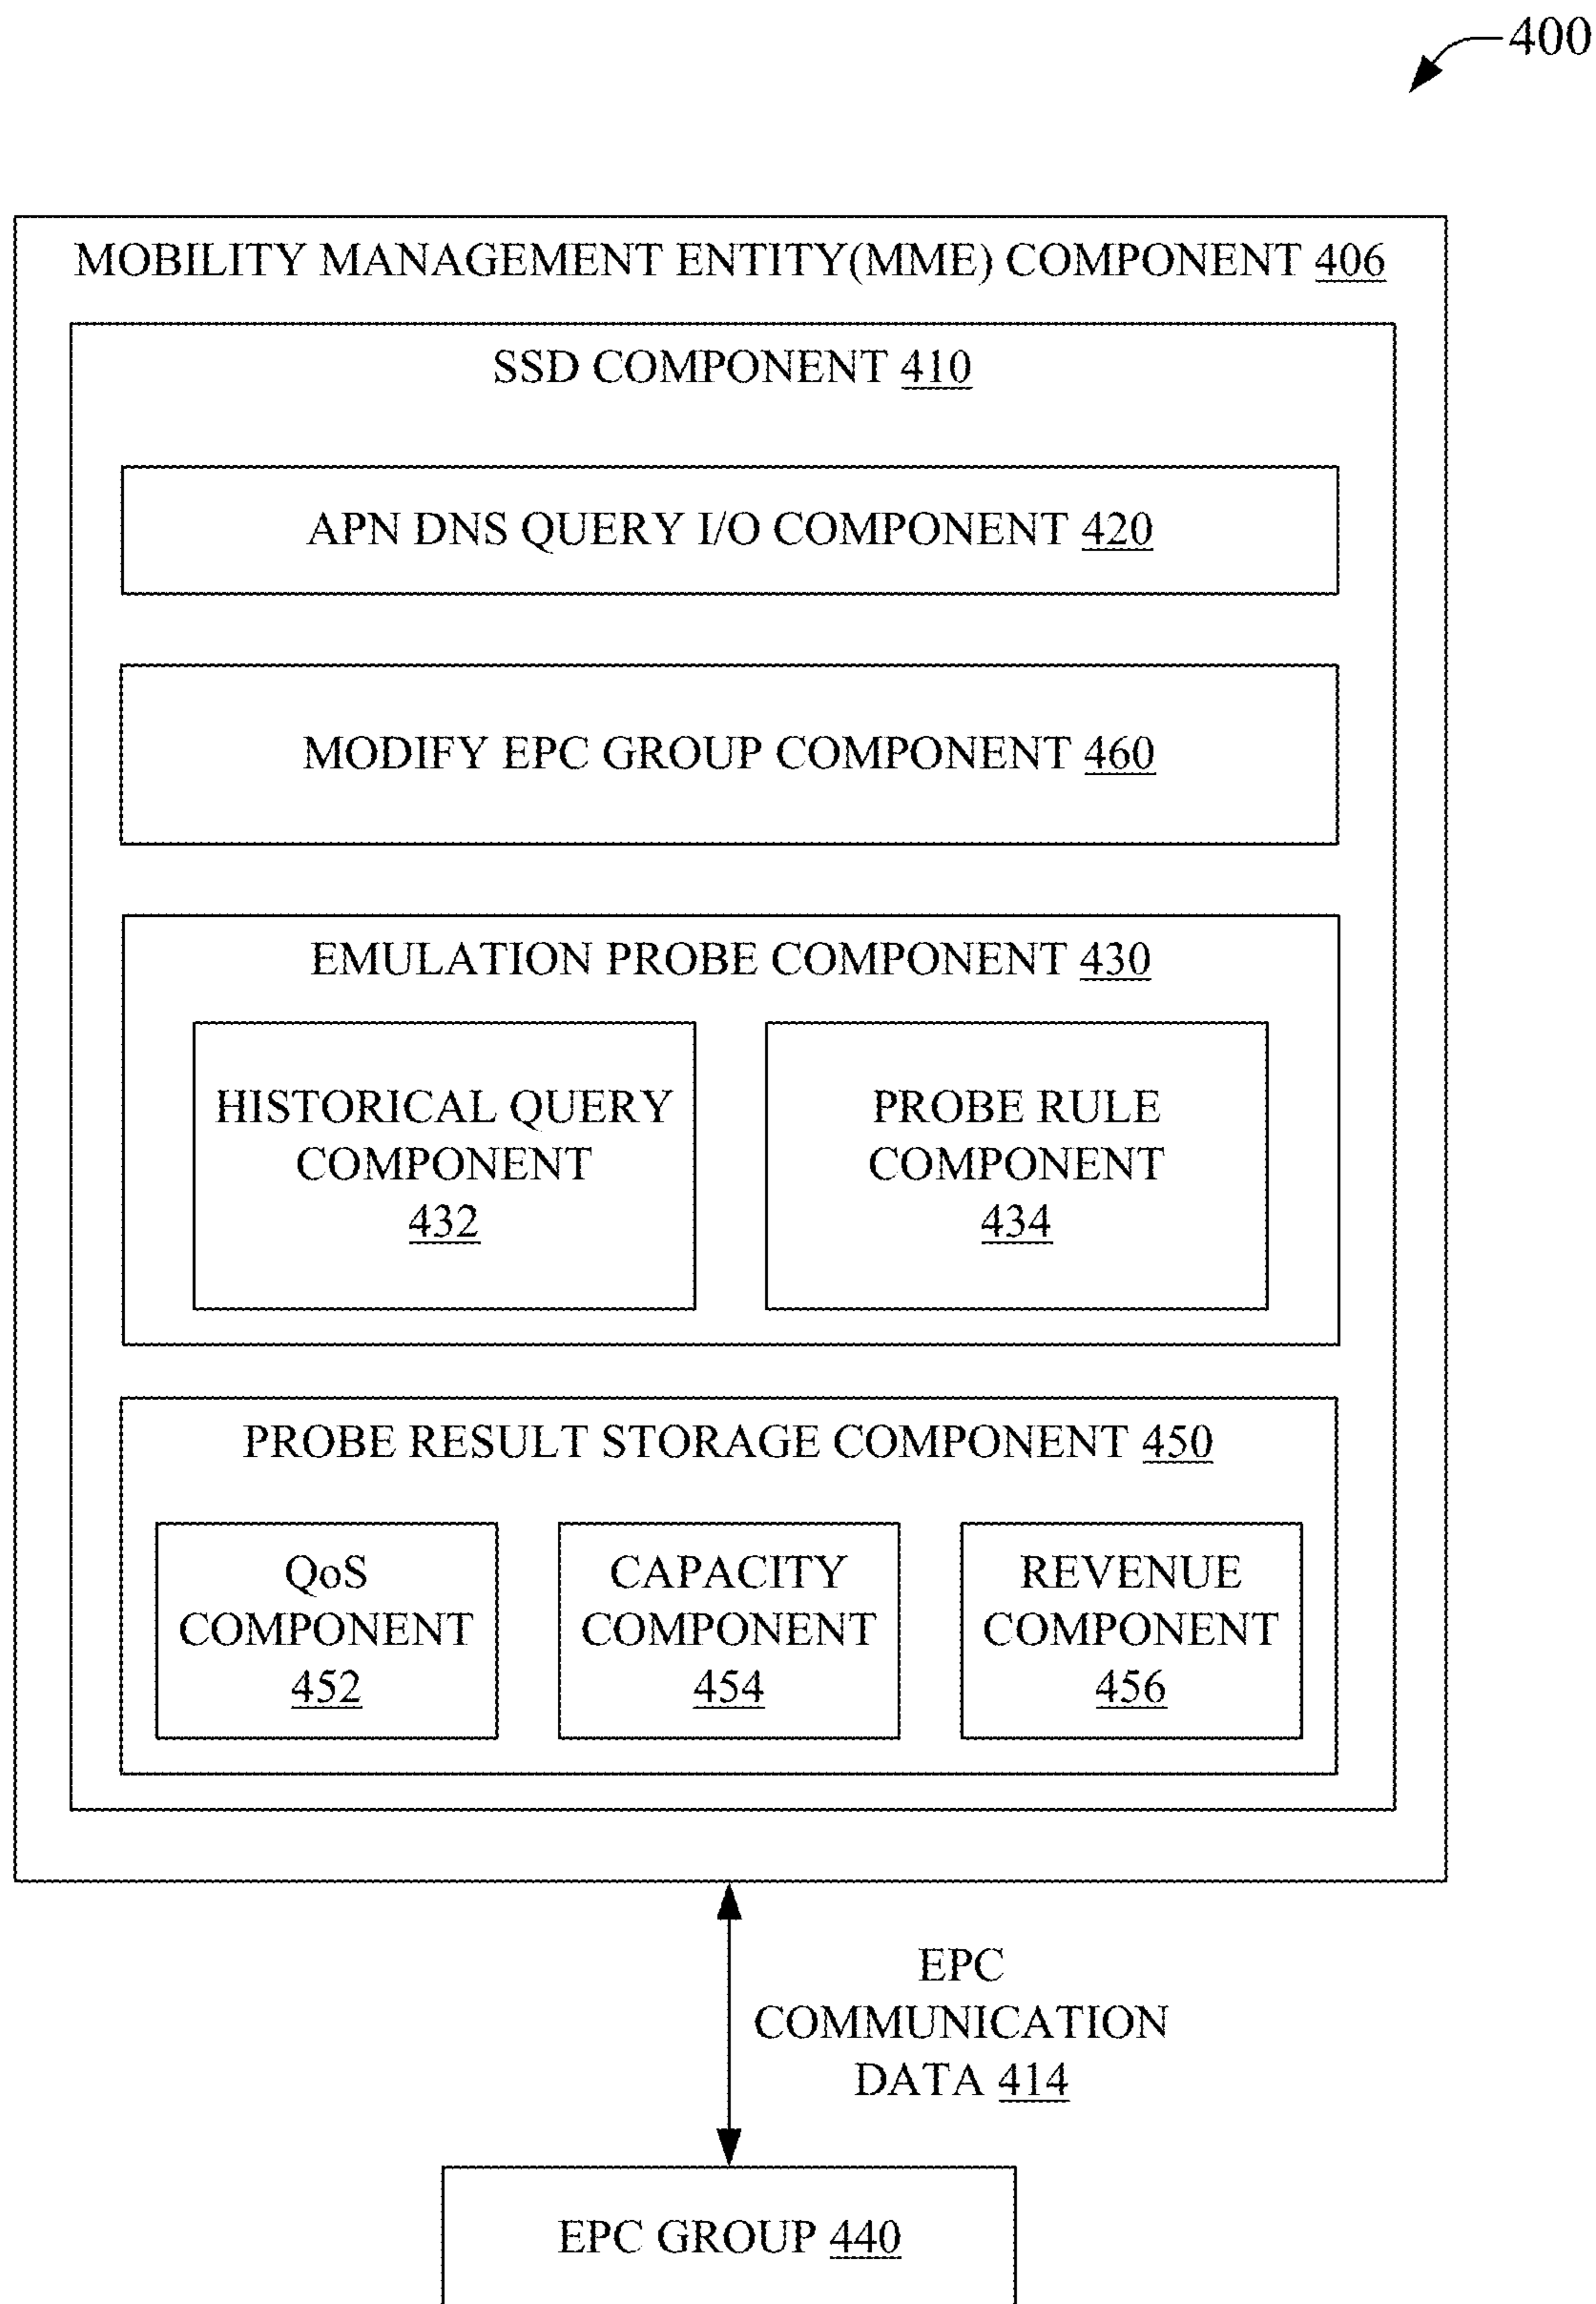 400
MOBILITY MANAGEMENT ENTITY(MME) COMPONENT 406
SSD COMPONENT 410
APN DNS QUERY I/O COMPONENT 420
MODIFY EPC GROUP COMPONENT 460
EMULATION PROBE COMPONENT 430
HISTORICAL QUERY
COMPONENT
432
PROBE RULE
COMPONENT
434
PROBE RESULT STORAGE COMPONENT 450
QoS
COMPONENT
452
CAPACITY
COMPONENT
454
REVENUE
COMPONENT
456
EPC
COMMUNICATION
DATA 414
EPC GROUP 440